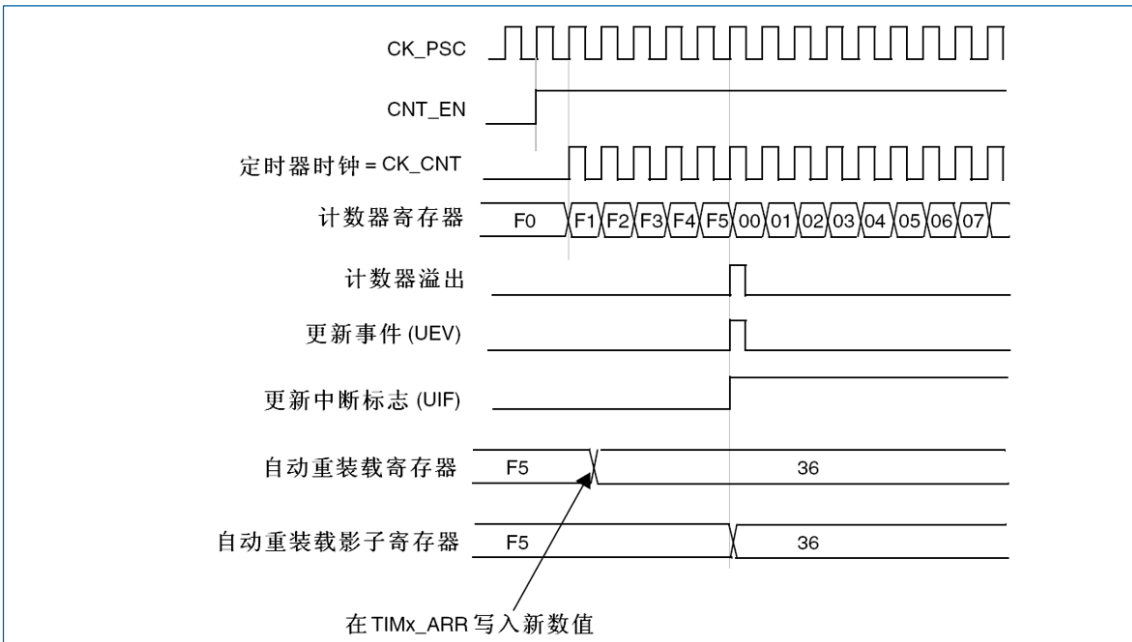 CK_PSC
CNT_EN
定时器时钟 = CK_CNT
计数器寄存器 F0 F1 F2 F3 F4 F5 00 01 02 03 04 05 06 07
计数器溢出
更新事件 (UEV)
更新中断标志 (UIF)
自动重装载寄存器 F5 36
自动重装载影子寄存器 F5 36
在 TIMx_ARR 写入新数值